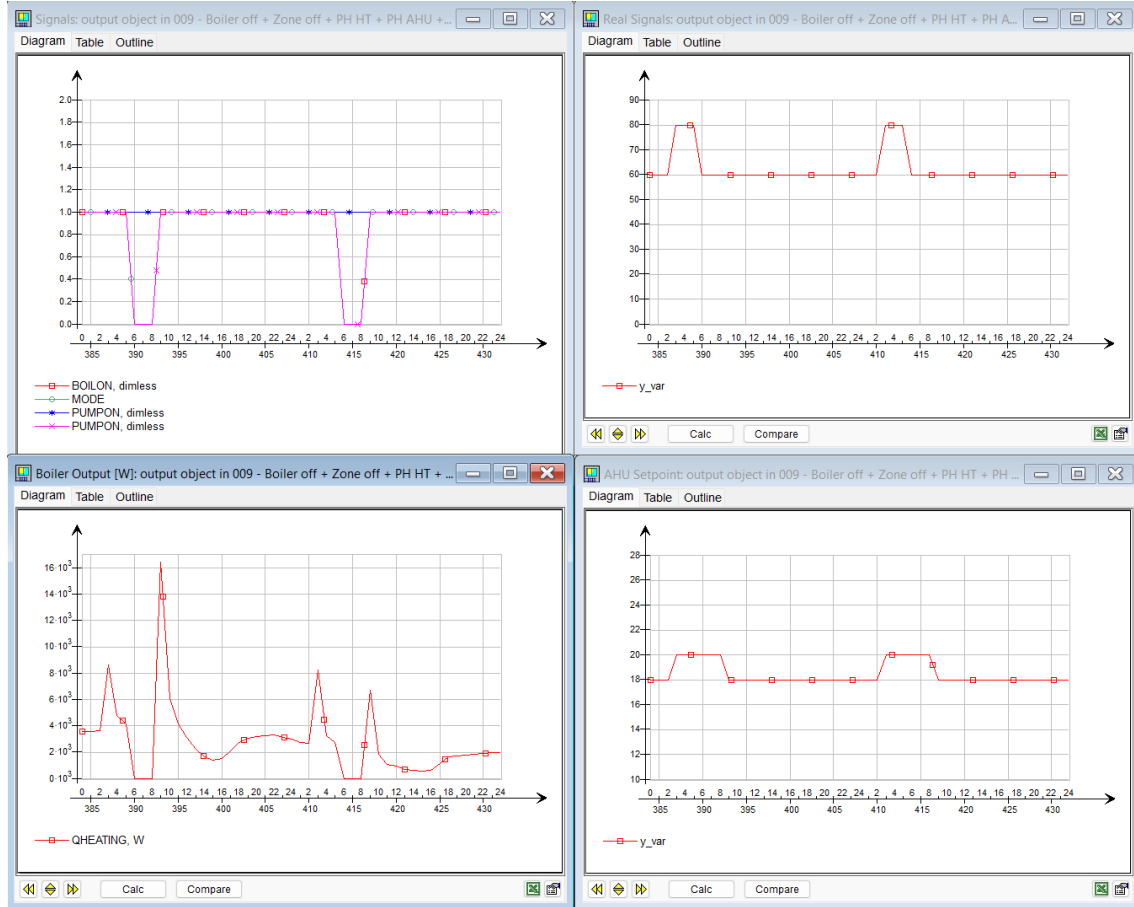 Signals: output object in 009 - Boiler off + Zone off + PH HT + PH AHU +...
Diagram Table Outline
2.0
1.8
1.6
1.4
1.2
1.0
0.8
0.6
0.4
0.2
0.0
0 2 4 6 8 10 12 14 16 18 20 22 24 2 4 6 8 10 12 14 16 18 20 22 24
385 390 395 400 405 410 415 420 425 430
BOILON, dimless
MODE
PUMPON, dimless
PUMPON, dimless
Real Signals: output object in 009 - Boiler off + Zone off + PH HT + PH A...
Diagram Table Outline
90
80
70
60
50
40
30
20
10
0
0 2 4 6 8 10 12 14 16 18 20 22 24 2 4 6 8 10 12 14 16 18 20 22 24
385 390 395 400 405 410 415 420 425 430
y_var
Calc Compare
Boiler Output [W]: output object in 009 - Boiler off + Zone off + PH HT + ...
Diagram Table Outline
16·10³
14·10³
12·10³
10·10³
8·10³
6·10³
4·10³
2·10³
0·10³
0 2 4 6 8 10 12 14 16 18 20 22 24 2 4 6 8 10 12 14 16 18 20 22 24
385 390 395 400 405 410 415 420 425 430
QHEATING, W
Calc Compare
AHU Setpoint: output object in 009 - Boiler off + Zone off + PH HT + PH ...
Diagram Table Outline
28
26
24
22
20
18
16
14
12
10
0 2 4 6 8 10 12 14 16 18 20 22 24 2 4 6 8 10 12 14 16 18 20 22 24
385 390 395 400 405 410 415 420 425 430
y_var
Calc Compare